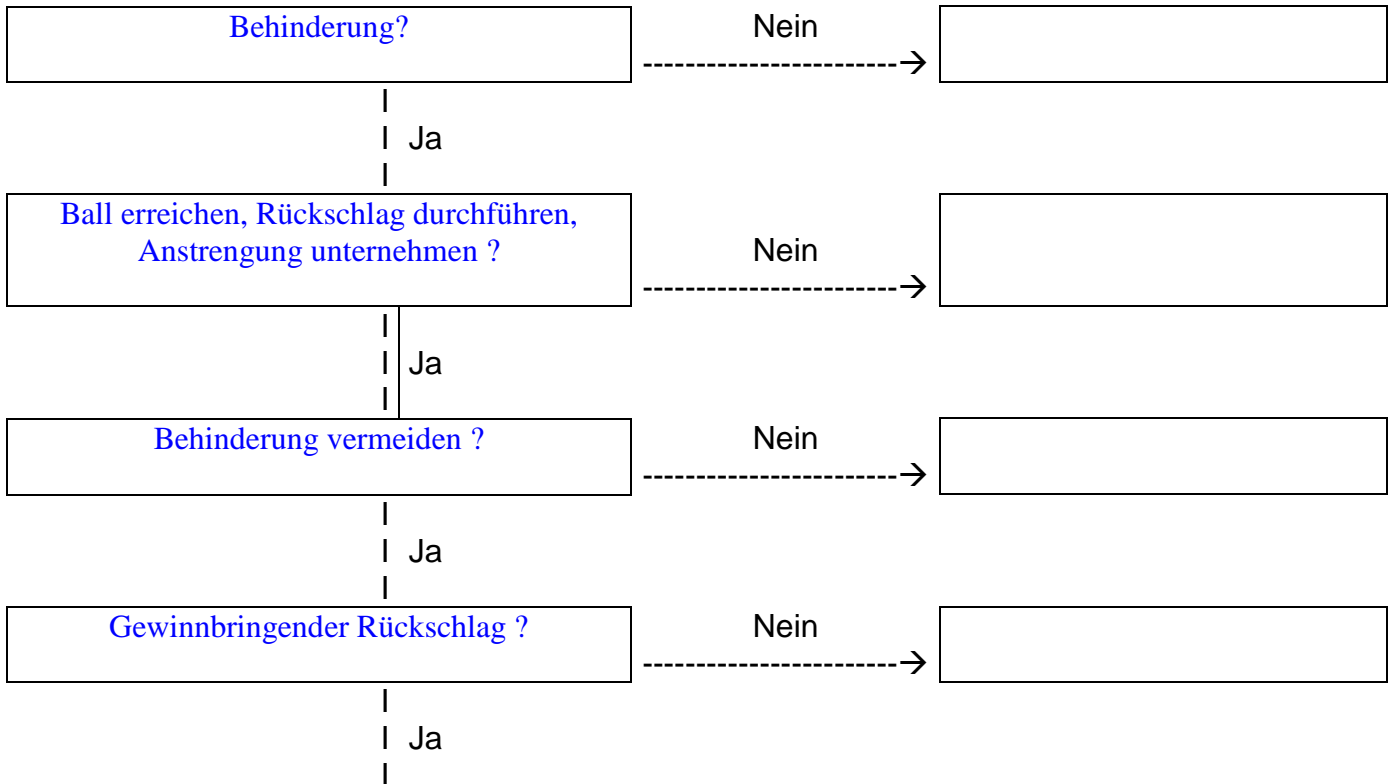 Behinderung?
Nein
------------------------→
Ja
Ball erreichen, Rückschlag durchführen,
Anstrengung unternehmen ?
Nein
------------------------→
Ja
Behinderung vermeiden ?
Nein
------------------------→
Ja
Gewinnbringender Rückschlag ?
Nein
------------------------→
Ja